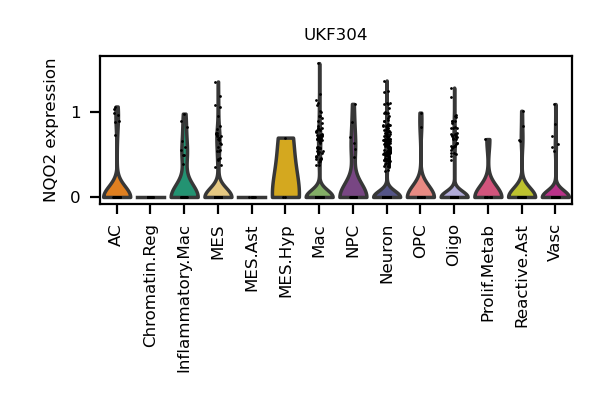 UKF304
NQO2 expression
1
0
AC
Chromatin.Reg
Inflammatory.Mac
MES
MES.Ast
MES.Hyp
Mac
NPC
Neuron
OPC
Oligo
Prolif.Metab
Reactive.Ast
Vasc